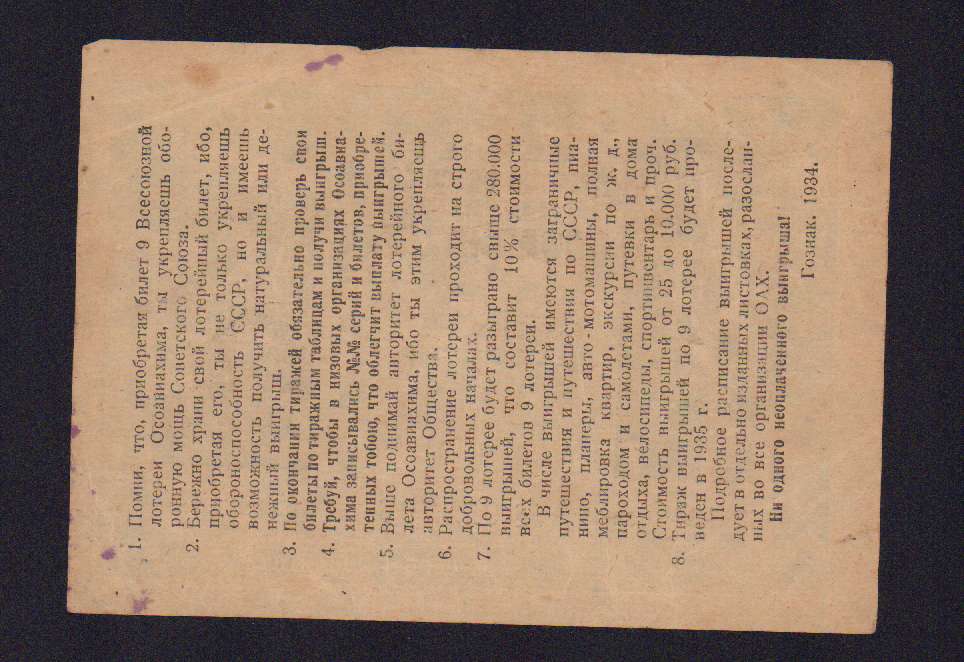 1. Помни, что, приобретая билет 9 Всесоюзной
лотереи Осоавиахима, ты укрепляешь обо-
ронную мощь Советского Союза.
2. Бережно храни свой лотерейный билет, ибо,
приобретая его, ты не только укрепляешь
обороноспособность СССР, но и имеешь
возможность получить натуральный или де-
нежный выигрыш.
3. По окончании тиражей обязательно проверь свои
билеты по тиражным таблицам и получи выигрыш.
4. Требуй, чтобы в низовых организациях Осоавиа-
хима записывались №№ серий и билетов, приобре-
тенных тобою, что облегчит выплату выигрышей.
5. Выше поднимай авторитет лотерейного би-
лета Осоавиахима, ибо ты этим укрепляешь
авторитет Общества.
6. Распространение лотереи проходит на строго
добровольных началах.
7. По 9 лотерее будет разыграно свыше 280.000
выигрышей, что составит 10% стоимости
всех билетов 9 лотереи.
В числе выигрышей имеются заграничные
путешествия и путешествия по СССР, пиа-
нино, планеры, авто-мотомашины, полная
меблировка квартир, экскурсии по ж. д.,
пароходом и самолетами, путевки в дома
отдыха, велосипеды, спортинвентарь и проч.
Стоимость выигрышей от 25 до 10.000 руб.
8. Тираж выигрышей по 9 лотерее будет про-
веден в 1935 г.
Подробное расписание выигрышей после-
дует в отдельно изданных листовках, разослан-
ных во все организации ОАХ.
Ни одного неоплаченного выигрыша!
Гознак. 1934.